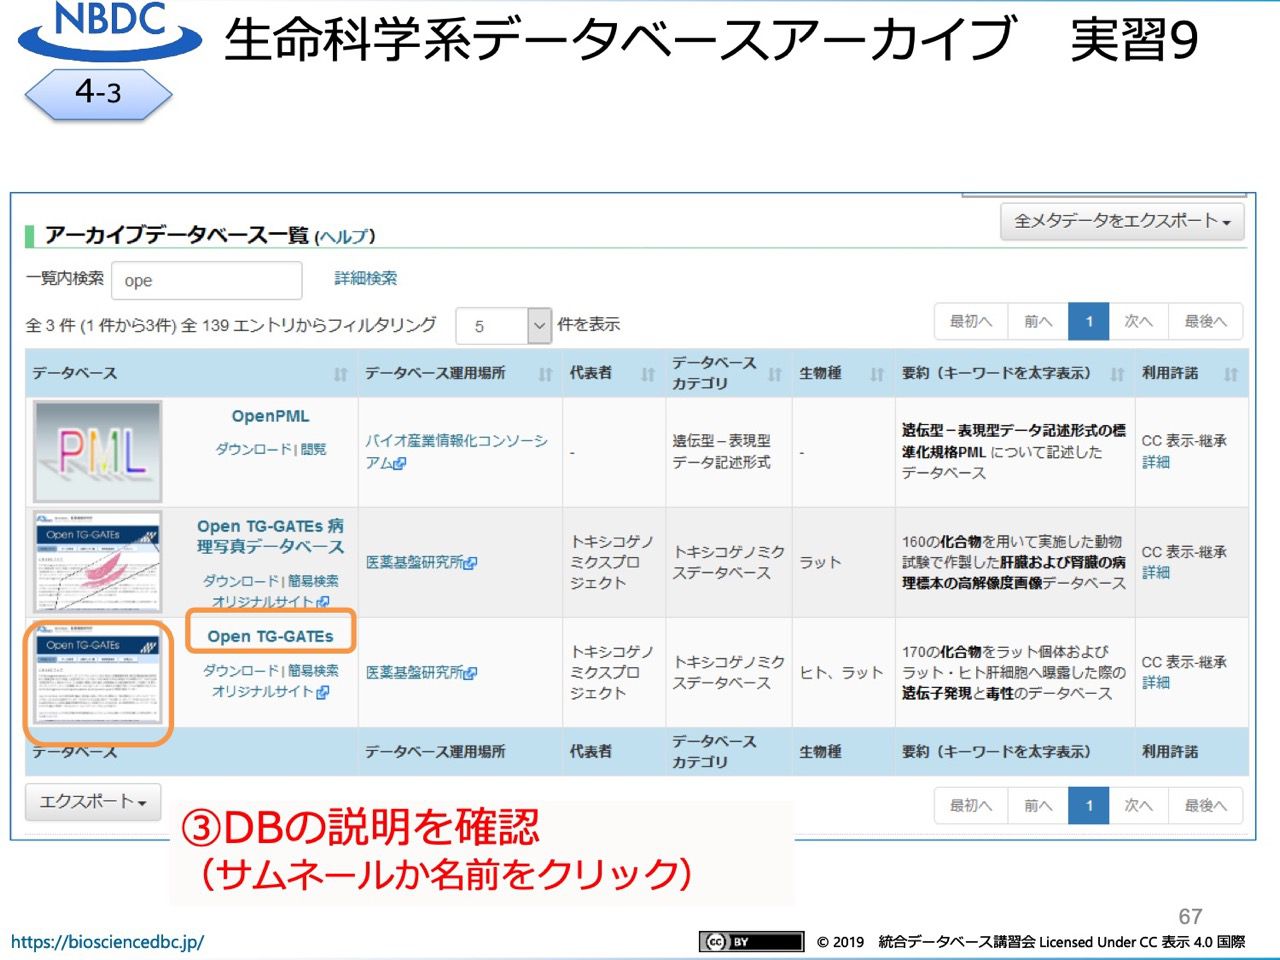 NBDC
生命科学系データベースアーカイブ　実習9
4-3
アーカイブデータベース一覧 (ヘルプ)
全メタデータをエクスポート
一覧内検索 ope 詳細検索
全 3 件 (1 件から3件) 全 139 エントリからフィルタリング 5 件を表示
最初へ 前へ 1 次へ 最後へ
データベース データベース運用場所 代表者 データベースカテゴリ 生物種 要約（キーワードを太字表示） 利用許諾
PML
OpenPML
ダウンロード | 閲覧
バイオ産業情報化コンソーシ
アム
-
遺伝型－表現型
データ記述形式
-
遺伝型－表現型データ記述形式の標
準化規格PML について記述した
データベース
CC 表示-継承
詳細
Open TG-GATEs
Open TG-GATEs 病
理写真データベース
ダウンロード | 簡易検索
オリジナルサイト
医薬基盤研究所
トキシコゲノ
ミクスプロ
ジェクト
トキシコゲノミク
スデータベース
ラット
160の化合物を用いて実施した動物
試験で作製した肝臓および腎臓の病
理標本の高解像度画像データベース
CC 表示-継承
詳細
Open TG-GATEs
Open TG-GATEs
ダウンロード | 簡易検索
オリジナルサイト
医薬基盤研究所
トキシコゲノ
ミクスプロ
ジェクト
トキシコゲノミク
スデータベース
ヒト、ラット
170の化合物をラット個体および
ラット・ヒト肝細胞へ曝露した際の
遺伝子発現と毒性のデータベース
CC 表示-継承
詳細
データベース データベース運用場所 代表者 データベースカテゴリ 生物種 要約（キーワードを太字表示） 利用許諾
エクスポート
最初へ 前へ 1 次へ 最後へ
③DBの説明を確認
（サムネールか名前をクリック）
67
https://biosciencedbc.jp/
cc BY © 2019　統合データベース講習会 Licensed Under CC 表示 4.0 国際